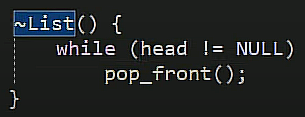 ~List() {
while (head != NULL)
pop_front();
}